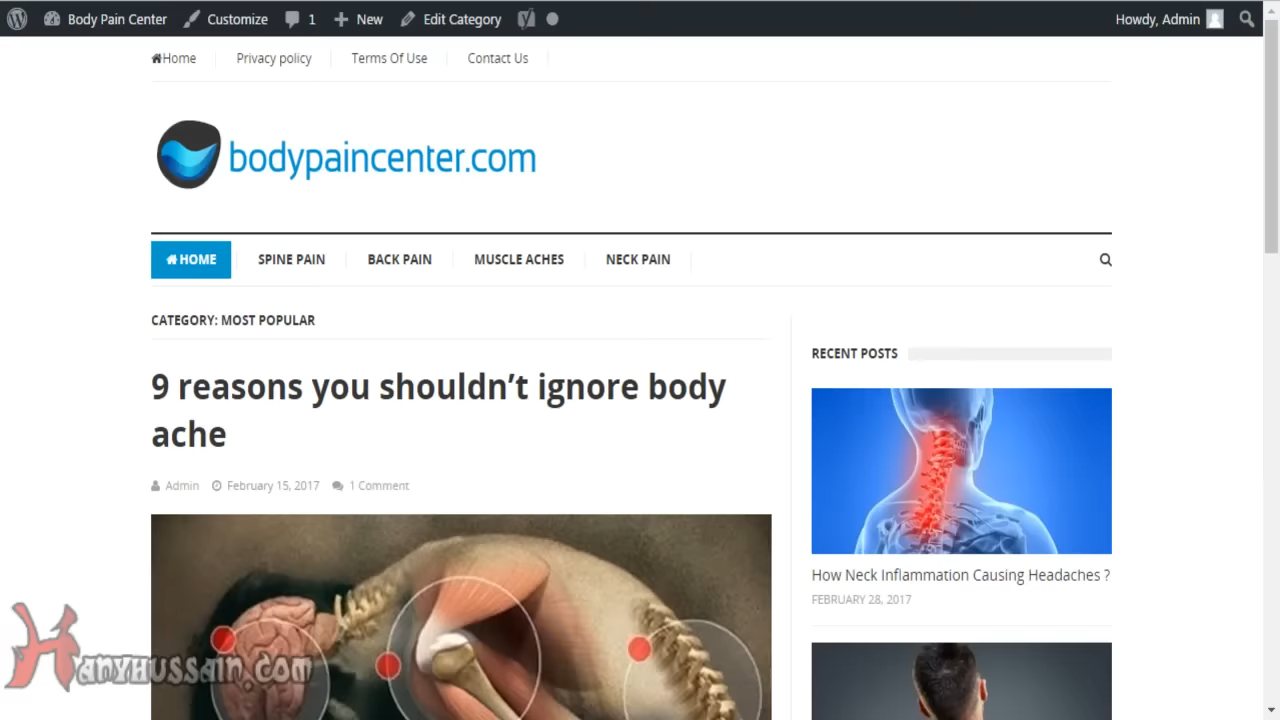 Body Pain Center Customize 1 New Edit Category Howdy, Admin
Home Privacy policy Terms Of Use Contact Us
bodypaincenter.com
HOME SPINE PAIN BACK PAIN MUSCLE ACHES NECK PAIN
CATEGORY: MOST POPULAR
9 reasons you shouldn’t ignore body
ache
Admin February 15, 2017 1 Comment
RECENT POSTS
How Neck Inflammation Causing Headaches ?
FEBRUARY 28, 2017
HanyHussain.com